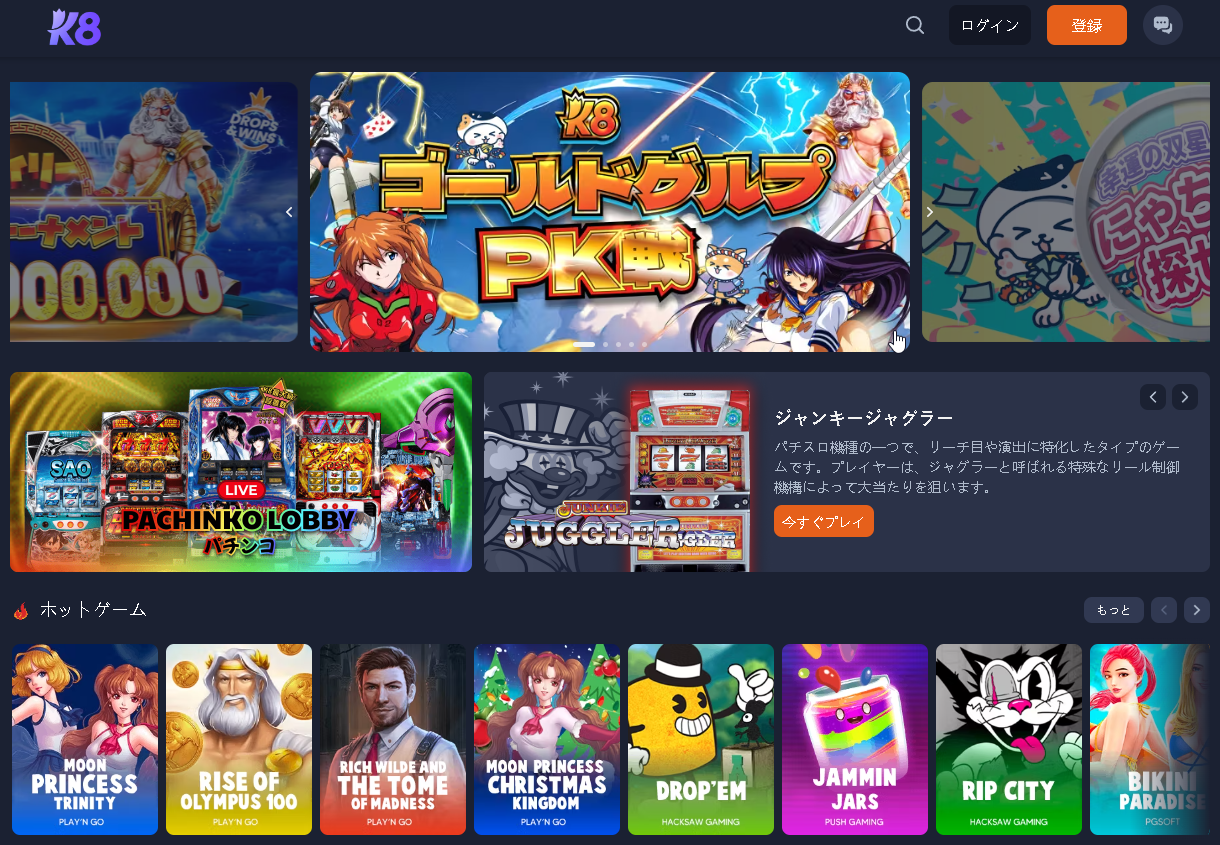 K8
ログイン
登録
DROPS
& WINS
イリー
ーナメント
000,000
K8
ゴールドグループ
PK戦
幸運の双星
にゃち
探せ
SAO
LIVE
PACHINKO LOBBY
パチンコ
JUNKIE
JUGGLER
ジャンキージャグラー
パチスロ機種の一つで、リーチ目や演出に特化したタイプのゲー
ムです。プレイヤーは、ジャグラーと呼ばれる特殊なリール制御
機構によって大当たりを狙います。
今すぐプレイ
ホットゲーム
もっと
MOON
PRINCESS
TRINITY
PLAY'N GO
RISE OF
OLYMPUS 100
PLAY'N GO
RICH WILDE AND
THE TOME
OF MADNESS
PLAY'N GO
MOON PRINCESS
CHRISTMAS
KINGDOM
PLAY'N GO
DROP'EM
HACKSAW GAMING
JAMMIN
JARS
PUSH GAMING
RIP CITY
HACKSAW GAMING
BIKINI
PARADISE
PGSOFT